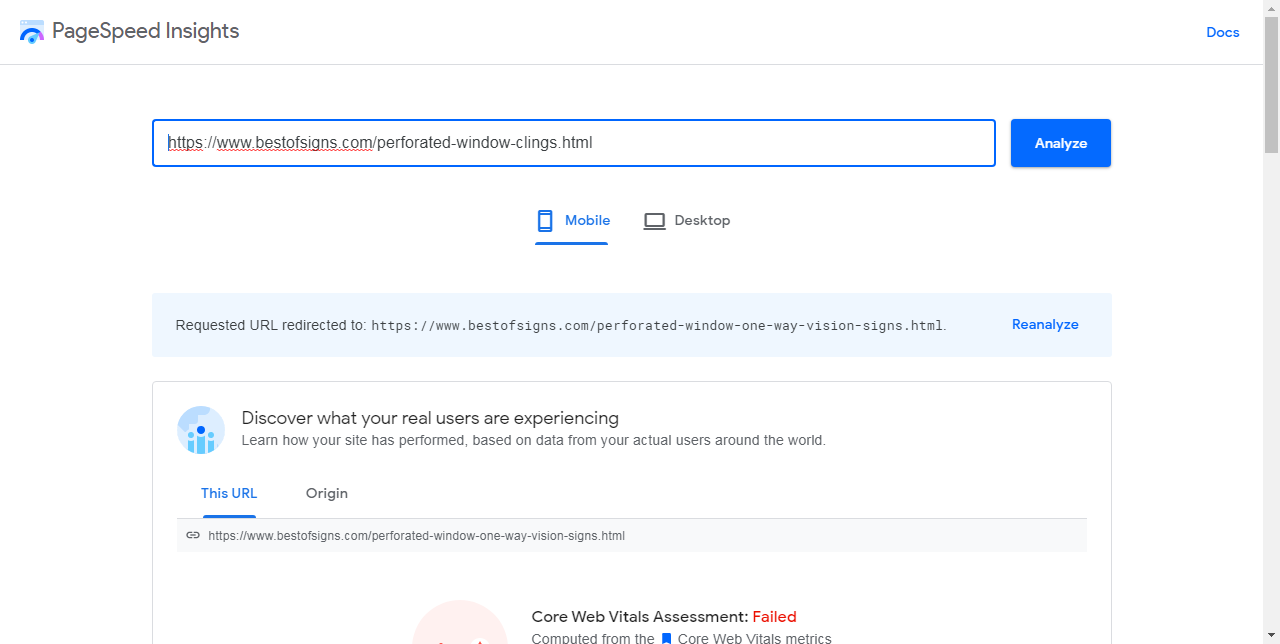 PageSpeed Insights
Docs
https://www.bestofsigns.com/perforated-window-clings.html
Analyze
Mobile
Desktop
Requested URL redirected to: https://www.bestofsigns.com/perforated-window-one-way-vision-signs.html.
Reanalyze
Discover what your real users are experiencing
Learn how your site has performed, based on data from your actual users around the world.
This URL
Origin
https://www.bestofsigns.com/perforated-window-one-way-vision-signs.html
Core Web Vitals Assessment: Failed
Computed from the Core Web Vitals metrics